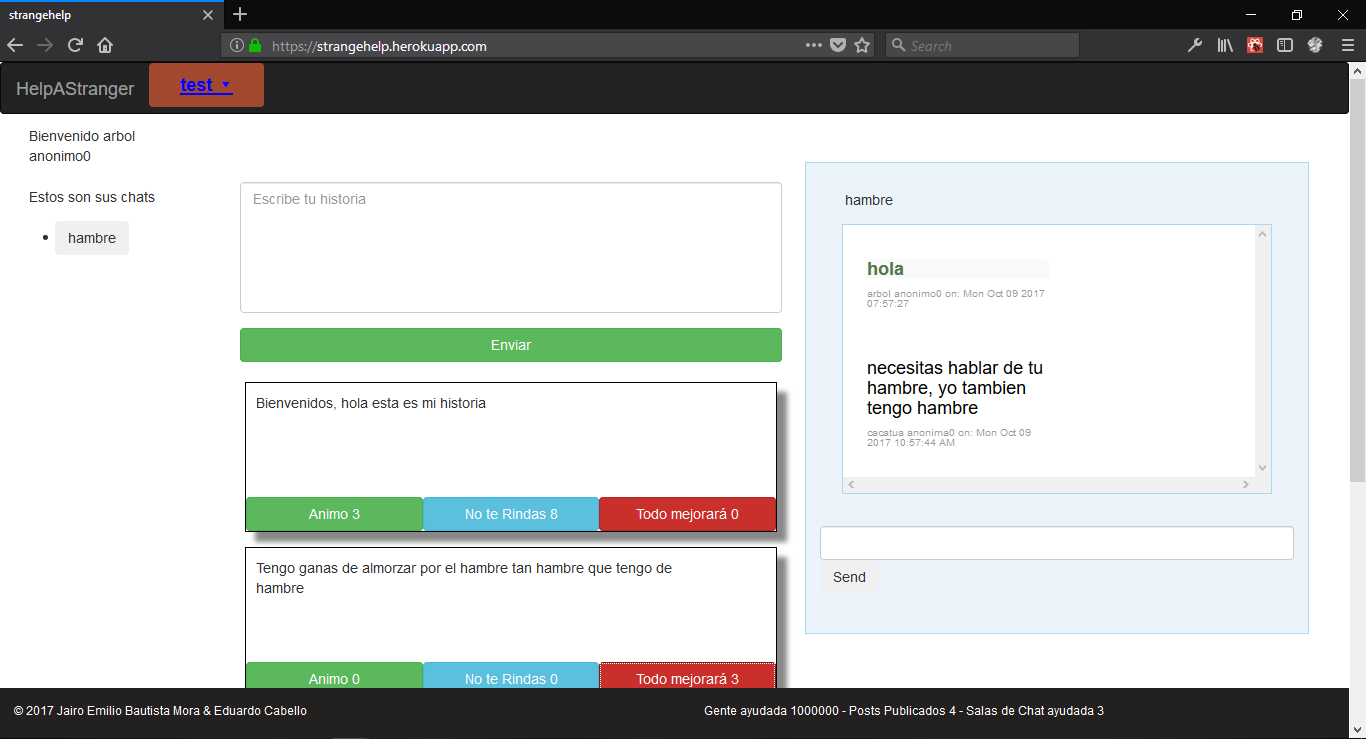 strangehelp
https://strangehelp.herokuapp.com
Search
HelpAStranger
test
Bienvenido arbol
anonimo0
Estos son sus chats
hambre
Escribe tu historia
Enviar
Bienvenidos, hola esta es mi historia
Animo 3
No te Rindas 8
Todo mejorará 0
Tengo ganas de almorzar por el hambre tan hambre que tengo de
hambre
Animo 0
No te Rindas 0
Todo mejorará 3
hambre
hola
arbol anonimo0 on: Mon Oct 09 2017
07:57:27
necesitas hablar de tu
hambre, yo tambien
tengo hambre
cacatua anonima0 on: Mon Oct 09
2017 10:57:44 AM
Send
© 2017 Jairo Emilio Bautista Mora & Eduardo Cabello
Gente ayudada 1000000 - Posts Publicados 4 - Salas de Chat ayudada 3